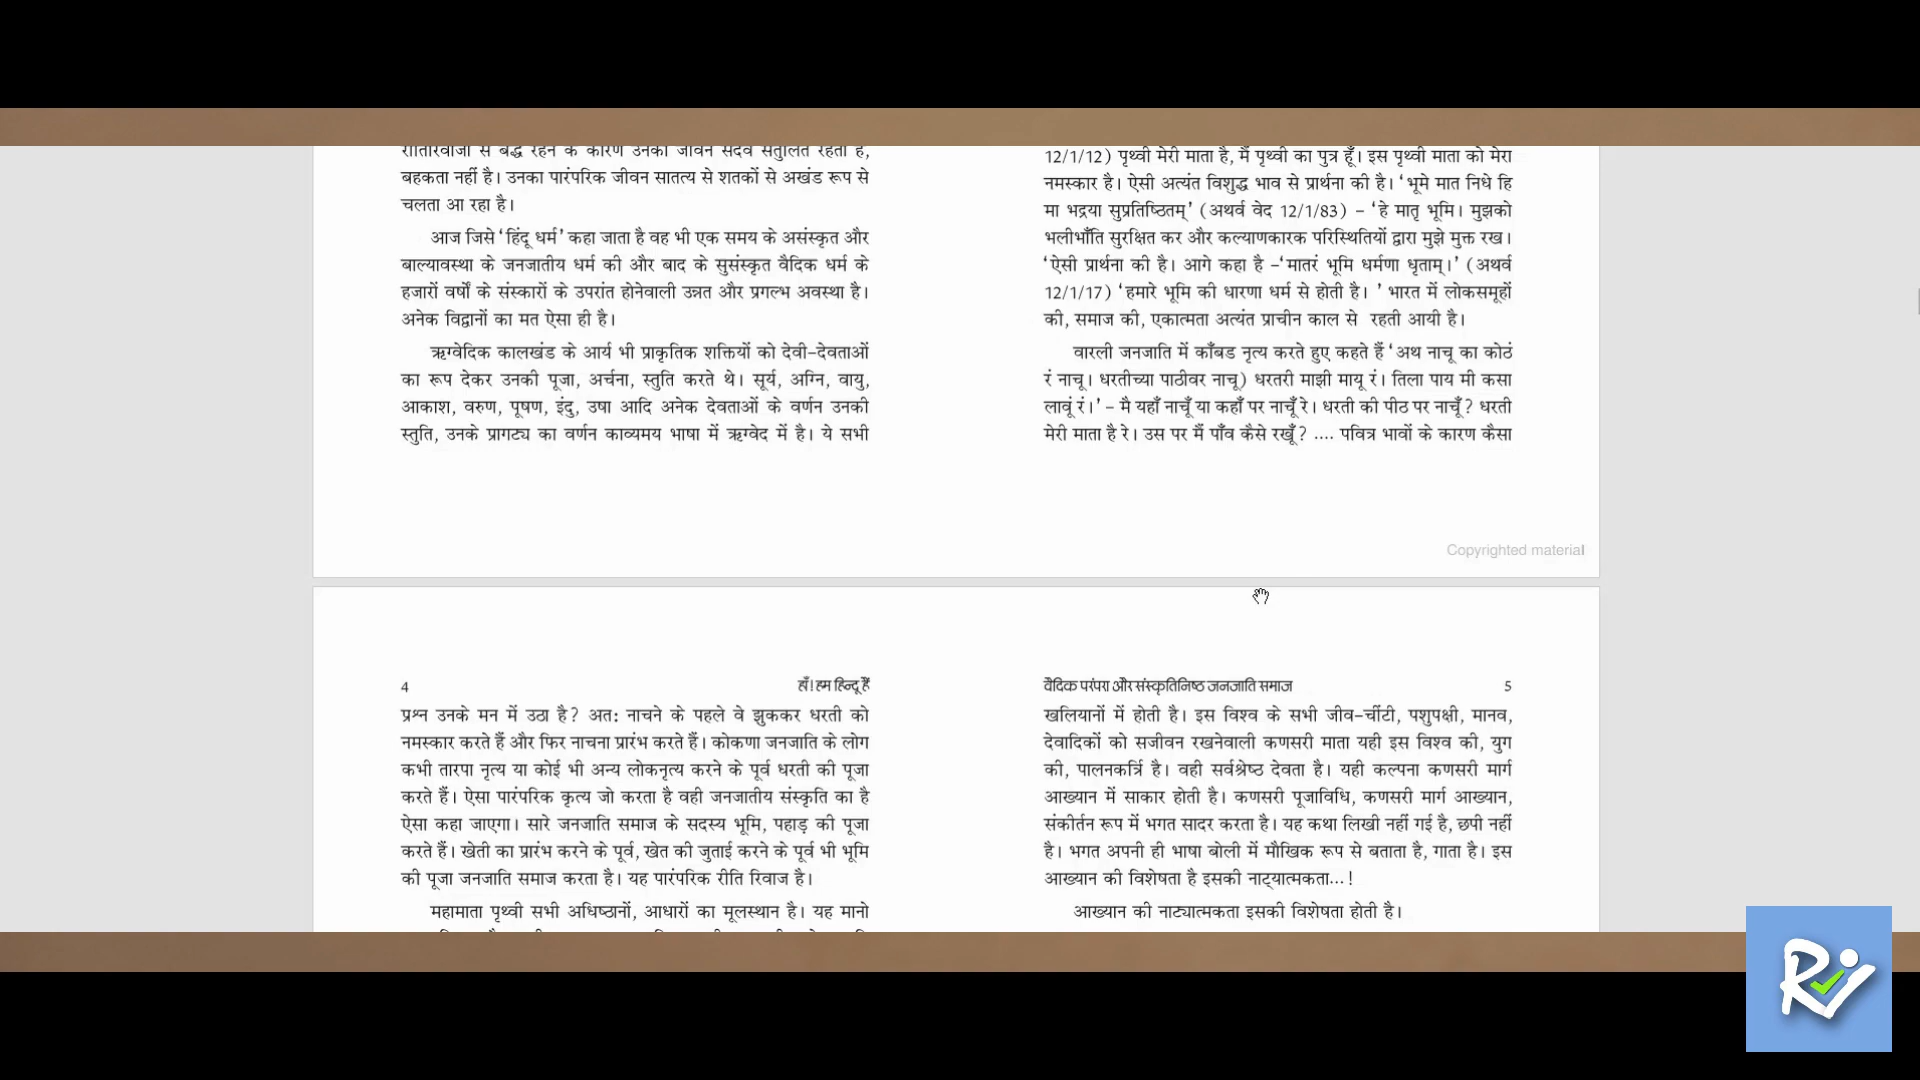 रीतिरिवाजों से बद्ध रहने के कारण उनका जीवन सदैव संतुलित रहता है,
बहकता नहीं है। उनका पारंपरिक जीवन सातत्य से शतकों से अखंड रूप से
चलता आ रहा है।
आज जिसे 'हिंदू धर्म' कहा जाता है वह भी एक समय के असंस्कृत और
बाल्यावस्था के जनजातीय धर्म की और बाद के सुसंस्कृत वैदिक धर्म के
हजारों वर्षों के संस्कारों के उपरांत होनेवाली उन्नत और प्रगल्भ अवस्था है।
अनेक विद्वानों का मत ऐसा ही है।
ऋग्वेदिक कालखंड के आर्य भी प्राकृतिक शक्तियों को देवी-देवताओं
का रूप देकर उनकी पूजा, अर्चना, स्तुति करते थे। सूर्य, अग्नि, वायु,
आकाश, वरुण, पूषण, इंदु, उषा आदि अनेक देवताओं के वर्णन उनकी
स्तुति, उनके प्रागट्य का वर्णन काव्यमय भाषा में ऋग्वेद में है। ये सभी
12/1/12) पृथ्वी मेरी माता है, मैं पृथ्वी का पुत्र हूँ। इस पृथ्वी माता को मेरा
नमस्कार है। ऐसी अत्यंत विशुद्ध भाव से प्रार्थना की है। 'भूमे मात निधे हि
मा भद्रया सुप्रतिष्ठितम्' (अथर्व वेद 12/1/83) - 'हे मातृ भूमि। मुझको
भलीभाँति सुरक्षित कर और कल्याणकारक परिस्थितियों द्वारा मुझे मुक्त रख।
'ऐसी प्रार्थना की है। आगे कहा है -'मातरं भूमि धर्मणा धृताम्।' (अथर्व
12/1/17) 'हमारे भूमि की धारणा धर्म से होती है। ' भारत में लोकसमूहों
की, समाज की, एकात्मता अत्यंत प्राचीन काल से रहती आयी है।
वारली जनजाति में काँबड नृत्य करते हुए कहते हैं 'अथ नाचू का कोठं
रं नाचू। धरतीच्या पाठीवर नाचू) धरतरी माझी मायू रं। तिला पाय मी कसा
लावूं रं।' - मै यहाँ नाचूँ या कहाँ पर नाचूँ रे। धरती की पीठ पर नाचूँ? धरती
मेरी माता है रे। उस पर मैं पाँव कैसे रखूँ? .... पवित्र भावों के कारण कैसा
Copyrighted material
4 हाँ! हम हिन्दू हैं
प्रश्न उनके मन में उठा है? अतः नाचने के पहले वे झुककर धरती को
नमस्कार करते हैं और फिर नाचना प्रारंभ करते हैं। कोकणा जनजाति के लोग
कभी तारपा नृत्य या कोई भी अन्य लोकनृत्य करने के पूर्व धरती की पूजा
करते हैं। ऐसा पारंपरिक कृत्य जो करता है वही जनजातीय संस्कृति का है
ऐसा कहा जाएगा। सारे जनजाति समाज के सदस्य भूमि, पहाड़ की पूजा
करते हैं। खेती का प्रारंभ करने के पूर्व, खेत की जुताई करने के पूर्व भी भूमि
की पूजा जनजाति समाज करता है। यह पारंपरिक रीति रिवाज है।
महामाता पृथ्वी सभी अधिष्ठानों, आधारों का मूलस्थान है। यह मानो
वैदिक परंपरा और संस्कृतिनिष्ठ जनजाति समाज 5
खलियानों में होती है। इस विश्व के सभी जीव-चींटी, पशुपक्षी, मानव,
देवादिकों को सजीवन रखनेवाली कणसरी माता यही इस विश्व की, युग
की, पालनकर्त्रि है। वही सर्वश्रेष्ठ देवता है। यही कल्पना कणसरी मार्ग
आख्यान में साकार होती है। कणसरी पूजाविधि, कणसरी मार्ग आख्यान,
संकीर्तन रूप में भगत सादर करता है। यह कथा लिखी नहीं गई है, छपी नहीं
है। भगत अपनी ही भाषा बोली में मौखिक रूप से बताता है, गाता है। इस
आख्यान की विशेषता है इसकी नाट्यात्मकता...!
आख्यान की नाट्यात्मकता इसकी विशेषता होती है।